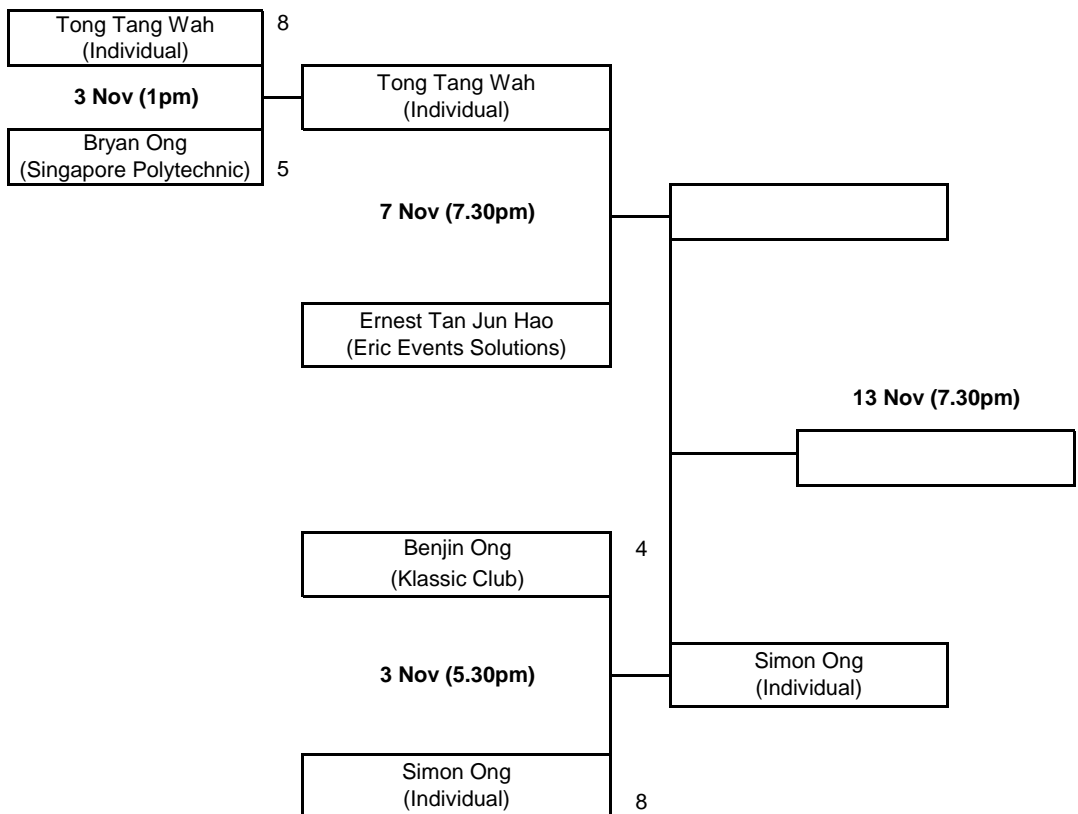 Tong Tang Wah
(Individual)
8
3 Nov (1pm)
Bryan Ong
(Singapore Polytechnic)
5
Tong Tang Wah
(Individual)
7 Nov (7.30pm)
Ernest Tan Jun Hao
(Eric Events Solutions)
13 Nov (7.30pm)
Benjin Ong
(Klassic Club)
4
3 Nov (5.30pm)
Simon Ong
(Individual)
8
Simon Ong
(Individual)